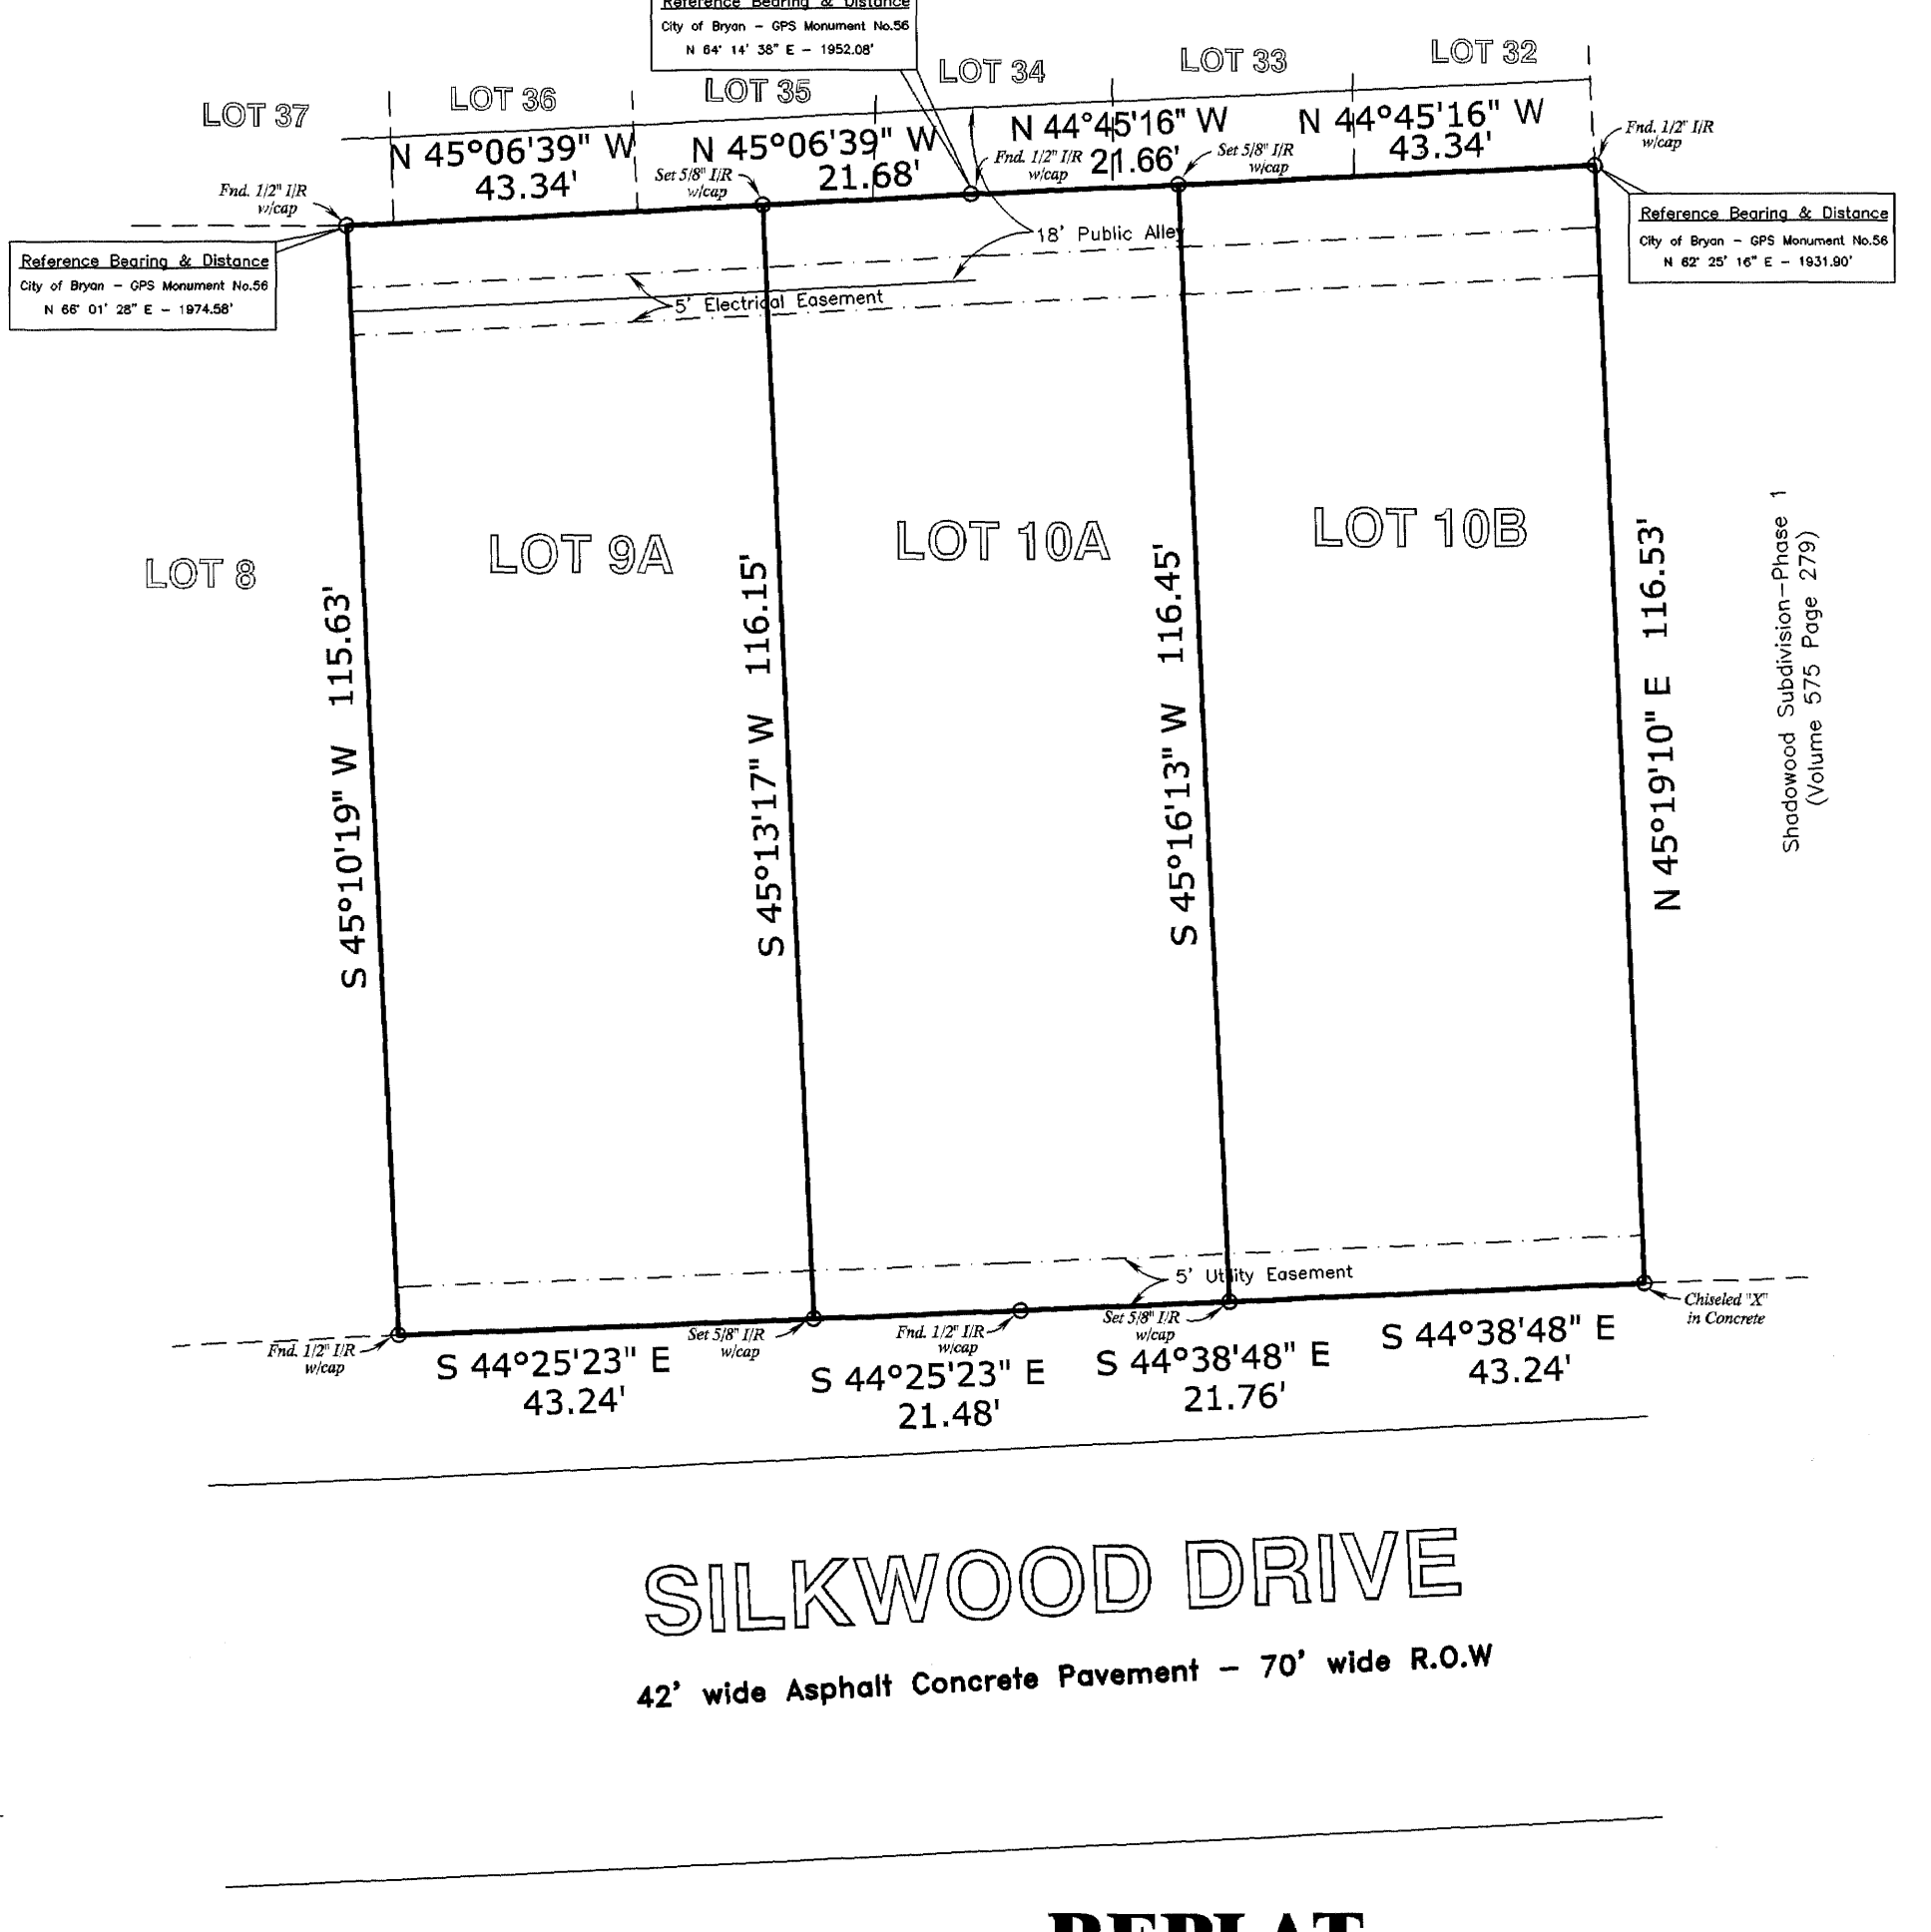 Reference Bearing & Distance
City of Bryan - GPS Monument No.56
N 64° 14' 38" E - 1952.08'
LOT 37
LOT 36
LOT 35
LOT 34
LOT 33
LOT 32
N 45°06'39" W
43.34'
N 45°06'39" W
21.68'
N 44°45'16" W
21.66'
N 44°45'16" W
43.34'
Fnd. 1/2" I/R
w/cap
Set 5/8" I/R
w/cap
Fnd. 1/2" I/R
w/cap
Set 5/8" I/R
w/cap
Fnd. 1/2" I/R
w/cap
Reference Bearing & Distance
City of Bryan - GPS Monument No.56
N 66° 01' 28" E - 1974.58'
Reference Bearing & Distance
City of Bryan - GPS Monument No.56
N 62° 25' 16" E - 1931.90'
18' Public Alley
5' Electrical Easement
LOT 8
LOT 9A
LOT 10A
LOT 10B
S 45°10'19" W 115.63'
S 45°13'17" W 116.15'
S 45°16'13" W 116.45'
N 45°19'10" E 116.53'
Shadowood Subdivision-Phase 1
(Volume 575 Page 279)
5' Utility Easement
Fnd. 1/2" I/R
w/cap
Set 5/8" I/R
w/cap
Fnd. 1/2" I/R
w/cap
Set 5/8" I/R
w/cap
Chiseled "X"
in Concrete
S 44°25'23" E
43.24'
S 44°25'23" E
21.48'
S 44°38'48" E
21.76'
S 44°38'48" E
43.24'
SILKWOOD DRIVE
42' wide Asphalt Concrete Pavement - 70' wide R.O.W
REPLAT